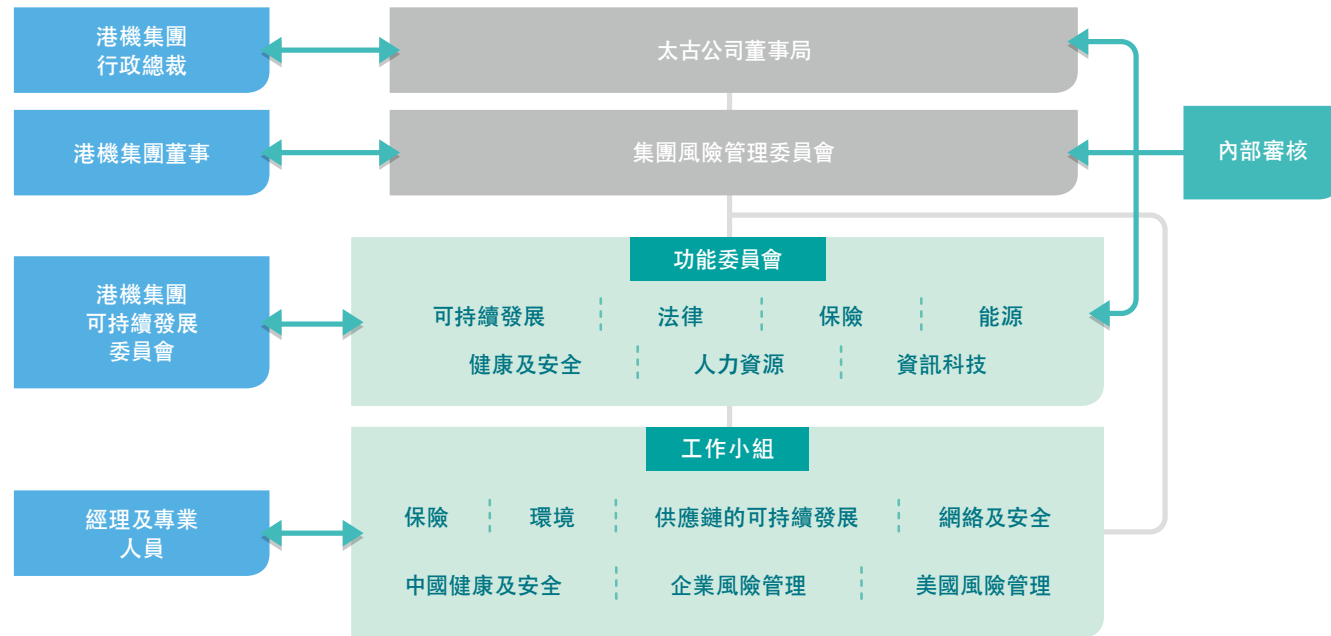 港機集團
行政總裁
太古公司董事局
港機集團董事
集團風險管理委員會
內部審核
功能委員會
港機集團
可持續發展
委員會
可持續發展 法律 保險 能源
健康及安全 人力資源 資訊科技
工作小組
經理及專業
人員
保險 環境 供應鏈的可持續發展 網絡及安全
中國健康及安全 企業風險管理 美國風險管理